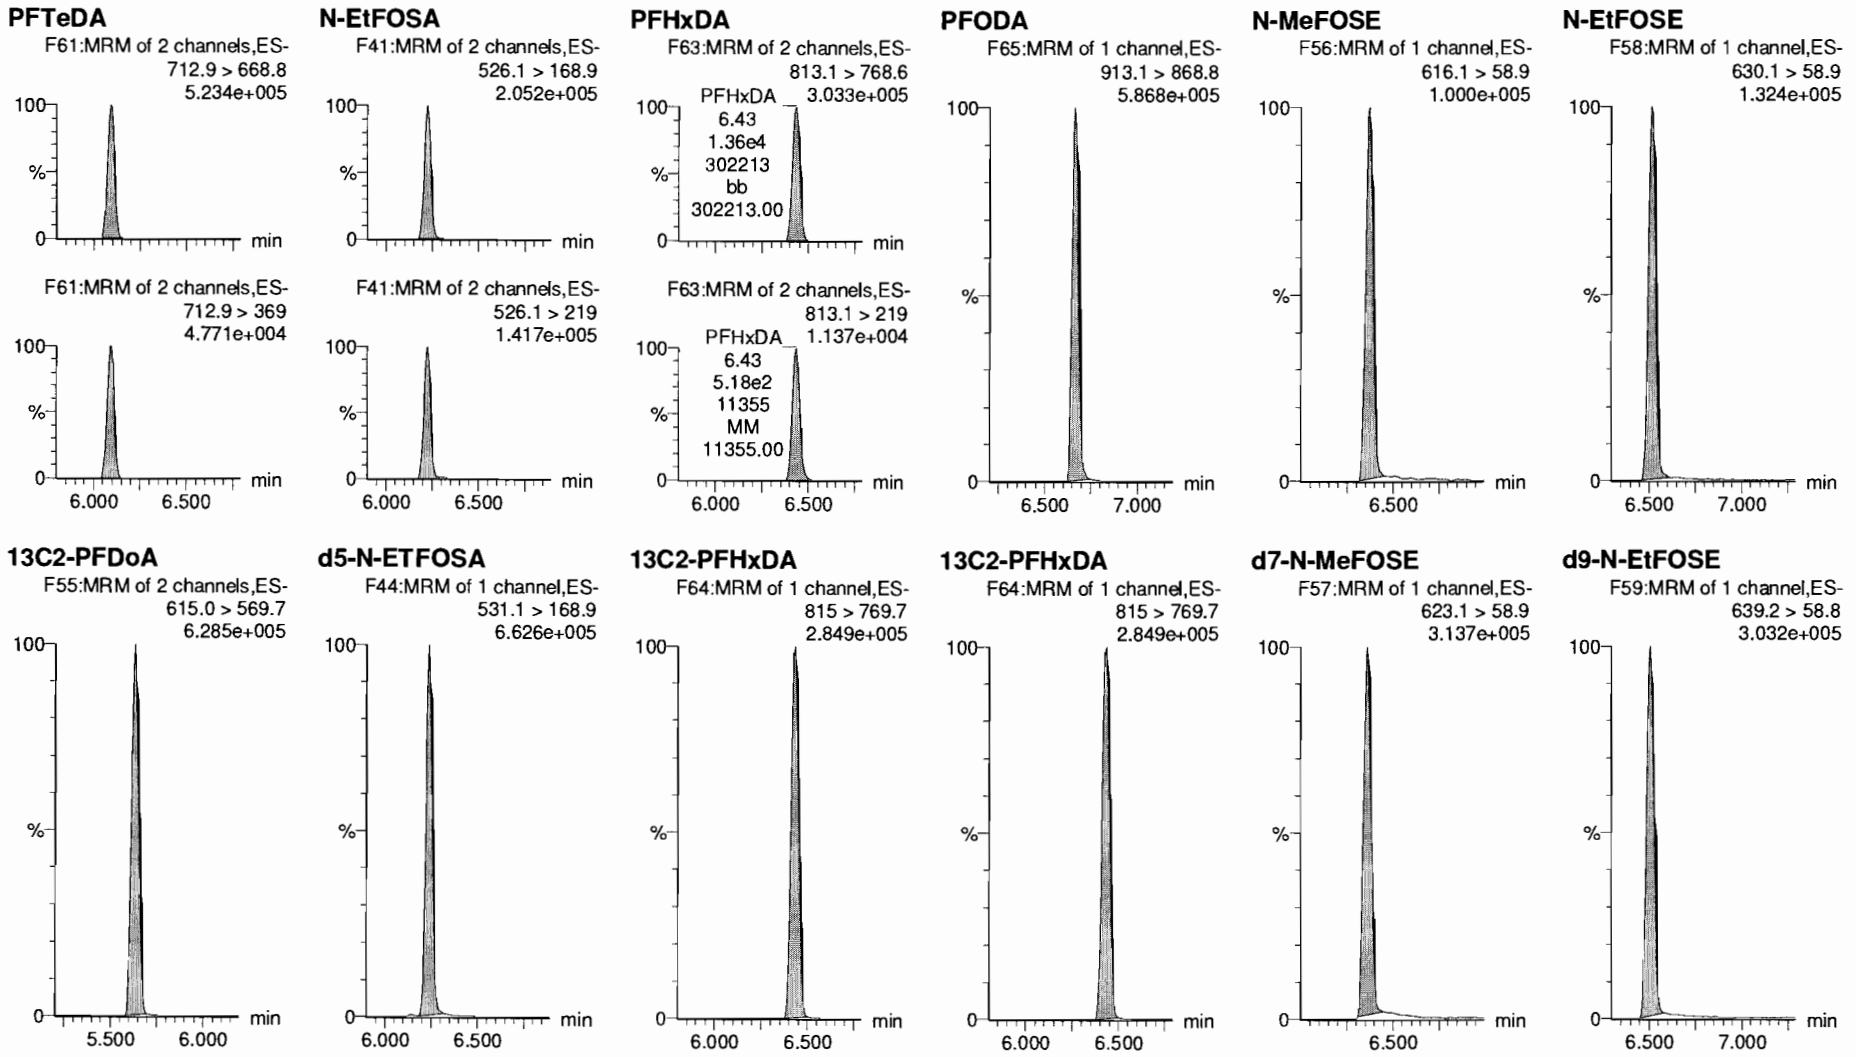 PFTeDA
F61:MRM of 2 channels,ES-
712.9 > 668.8
5.234e+005
100
%
0
min
F61:MRM of 2 channels,ES-
712.9 > 369
4.771e+004
100
%
0
min
6.000 6.500
N-EtFOSA
F41:MRM of 2 channels,ES-
526.1 > 168.9
2.052e+005
100
%
0
min
F41:MRM of 2 channels,ES-
526.1 > 219
1.417e+005
100
%
0
min
6.000 6.500
PFHxDA
F63:MRM of 2 channels,ES-
813.1 > 768.6
3.033e+005
100
PFHxDA
6.43
1.36e4
302213
bb
302213.00
%
0
min
F63:MRM of 2 channels,ES-
813.1 > 219
1.137e+004
100
PFHxDA
6.43
5.18e2
11355
MM
11355.00
%
0
min
6.000 6.500
PFODA
F65:MRM of 1 channel,ES-
913.1 > 868.8
5.868e+005
100
%
0
min
6.500 7.000
N-MeFOSE
F56:MRM of 1 channel,ES-
616.1 > 58.9
1.000e+005
100
%
0
min
6.500
N-EtFOSE
F58:MRM of 1 channel,ES-
630.1 > 58.9
1.324e+005
100
%
0
min
6.500 7.000
13C2-PFDoA
F55:MRM of 2 channels,ES-
615.0 > 569.7
6.285e+005
100
%
0
min
5.500 6.000
d5-N-ETFOSA
F44:MRM of 1 channel,ES-
531.1 > 168.9
6.626e+005
100
%
0
min
6.000 6.500
13C2-PFHxDA
F64:MRM of 1 channel,ES-
815 > 769.7
2.849e+005
100
%
0
min
6.000 6.500
13C2-PFHxDA
F64:MRM of 1 channel,ES-
815 > 769.7
2.849e+005
100
%
0
min
6.000 6.500
d7-N-MeFOSE
F57:MRM of 1 channel,ES-
623.1 > 58.9
3.137e+005
100
%
0
min
6.500
d9-N-EtFOSE
F59:MRM of 1 channel,ES-
639.2 > 58.8
3.032e+005
100
%
0
min
6.500 7.000